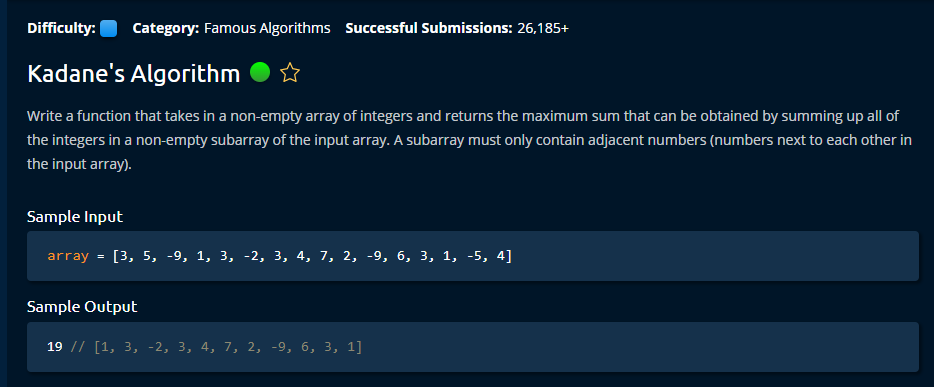 Difficulty: Category: Famous Algorithms Successful Submissions: 26,185+
Kadane's Algorithm
Write a function that takes in a non-empty array of integers and returns the maximum sum that can be obtained by summing up all of
the integers in a non-empty subarray of the input array. A subarray must only contain adjacent numbers (numbers next to each other in
the input array).
Sample Input
array = [3, 5, -9, 1, 3, -2, 3, 4, 7, 2, -9, 6, 3, 1, -5, 4]
Sample Output
19 // [1, 3, -2, 3, 4, 7, 2, -9, 6, 3, 1]